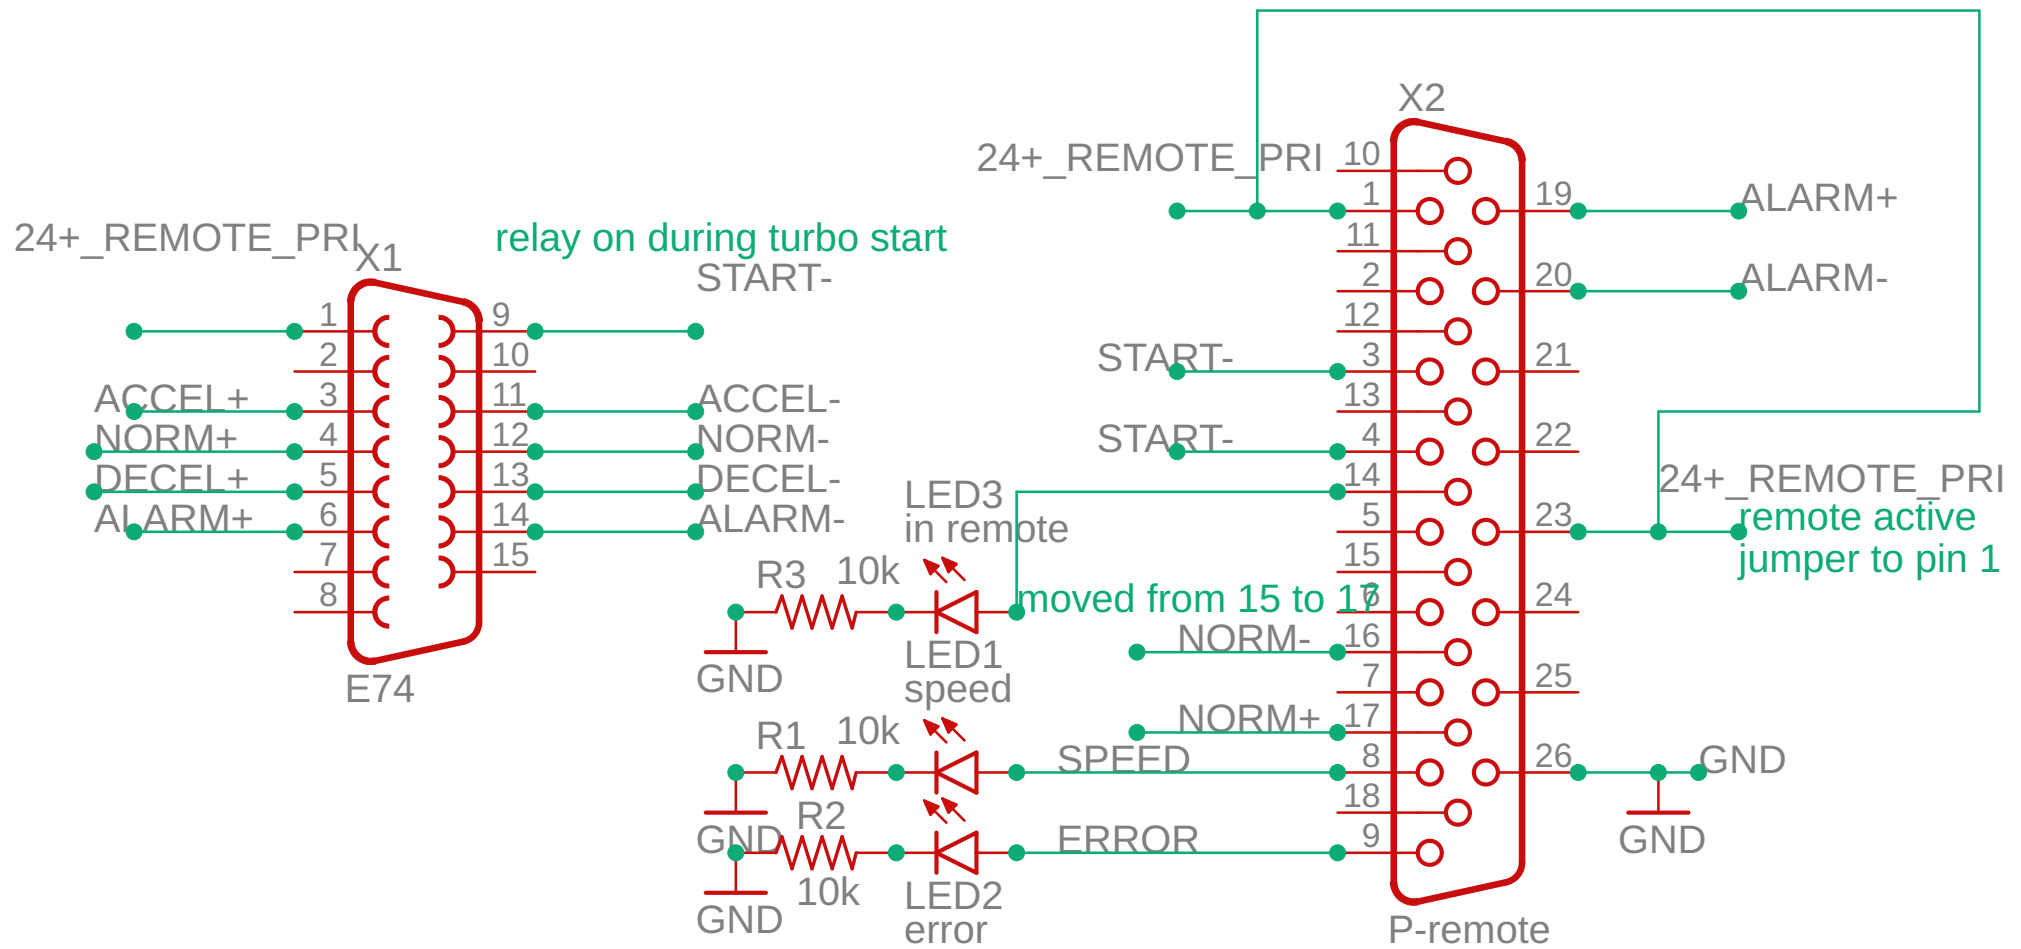 X2
24+_REMOTE_PRI
10
1
19
ALARM+
11
2
20
ALARM-
12
START-
3
21
13
START-
4
22
14
24+_REMOTE_PRI
5
23
remote active
jumper to pin 1
15
6
24
16
NORM-
7
25
17
NORM+
8
SPEED
26
GND
18
GND
9
ERROR
P-remote
24+_REMOTE_PRI
X1
relay on during turbo start
START-
1
9
2
10
ACCEL+
3
11
ACCEL-
NORM+
4
12
NORM-
DECEL+
5
13
DECEL-
ALARM+
6
14
ALARM-
7
15
8
E74
LED3
in remote
R3
10k
moved from 15 to 17
GND
LED1
speed
R1
10k
GND
R2
10k
GND
LED2
error